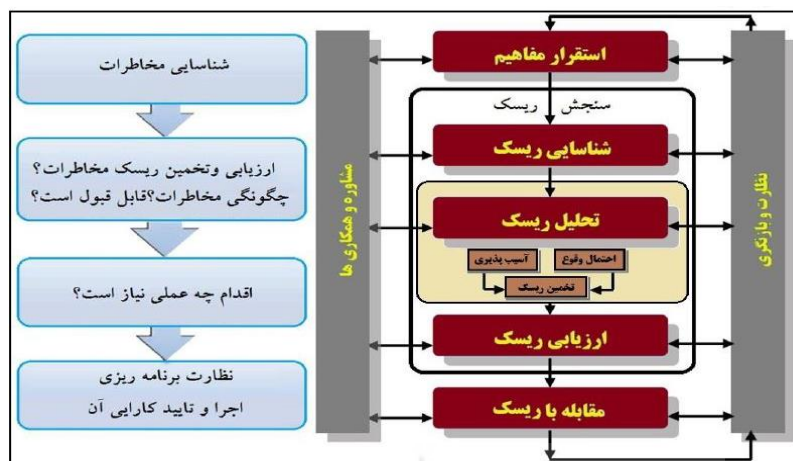 استقرار مفاهیم
سنجش ریسک
شناسایی ریسک
تحلیل ریسک
احتمال وقوع
آسیب پذیری
تخمین ریسک
ارزیابی ریسک
مقابله با ریسک
نظارت و بازنگری
مشاوره و همکاری ها
شناسایی مخاطرات
ارزیابی وتخمین ریسک مخاطرات؟
چگونگی مخاطرات؟قابل قبول است؟
اقدام چه عملی نیاز است؟
نظارت برنامه ریزی
اجرا و تایید کارایی آن